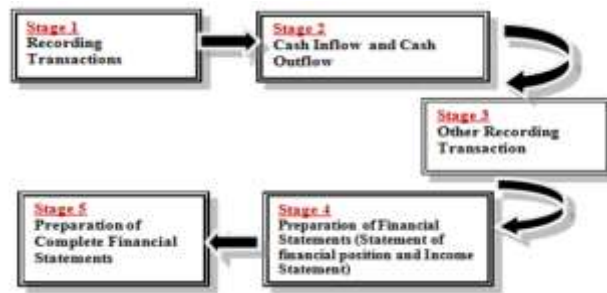 Stage 1
Recording
Transactions
Stage 2
Cash Inflow and Cash
Outflow
Stage 3
Other Recording
Transaction
Stage 5
Preparation of
Complete Financial
Statements
Stage 4
Preparation of Financial
Statements (Statement of
financial position and Income
Statement)